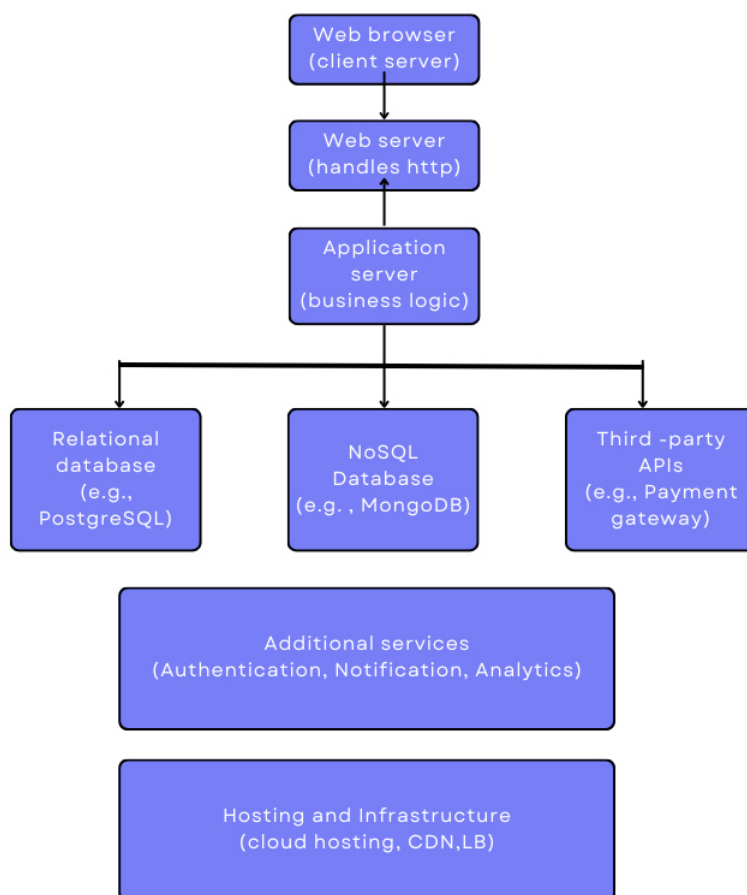 Web browser
(client server)
Web server
(handles http)
Application
server
(business logic)
Relational
database
(e.g.,
PostgreSQL)
NoSQL
Database
(e.g. , MongoDB)
Third -party
APIs
(e.g., Payment
gateway)
Additional services
(Authentication, Notification, Analytics)
Hosting and Infrastructure
(cloud hosting, CDN,LB)